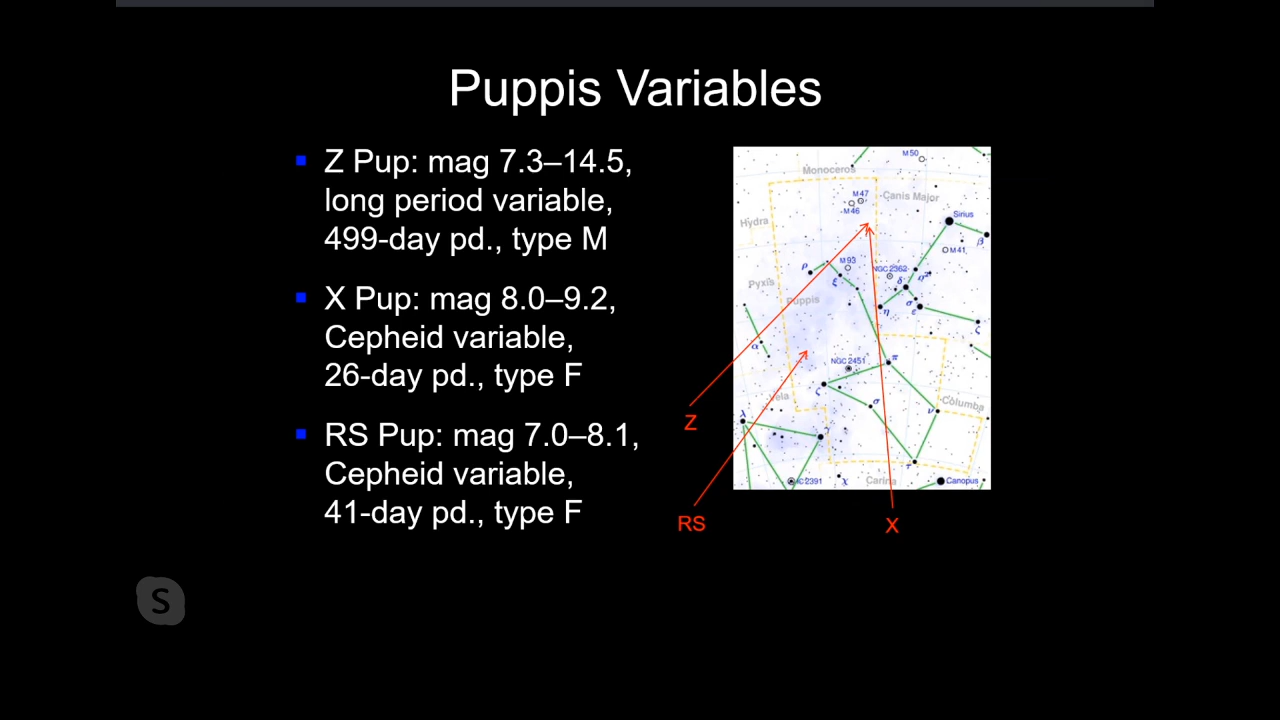 Puppis Variables
Z Pup: mag 7.3–14.5,
long period variable,
499-day pd., type M
X Pup: mag 8.0–9.2,
Cepheid variable,
26-day pd., type F
RS Pup: mag 7.0–8.1,
Cepheid variable,
41-day pd., type F
M 50
Monoceros
M 47
Canis Major
M 46
Sirius
Hydra
β
M 41
ρ
M 93
NGC 2362
ξ
δ
Pyxis
Puppis
η
σ
ε
ζ
α
NGC 2451
π
ζ
σ
Columba
ν
λ
γ
τ
χ
Carina
Canopus
Z
RS
X
S